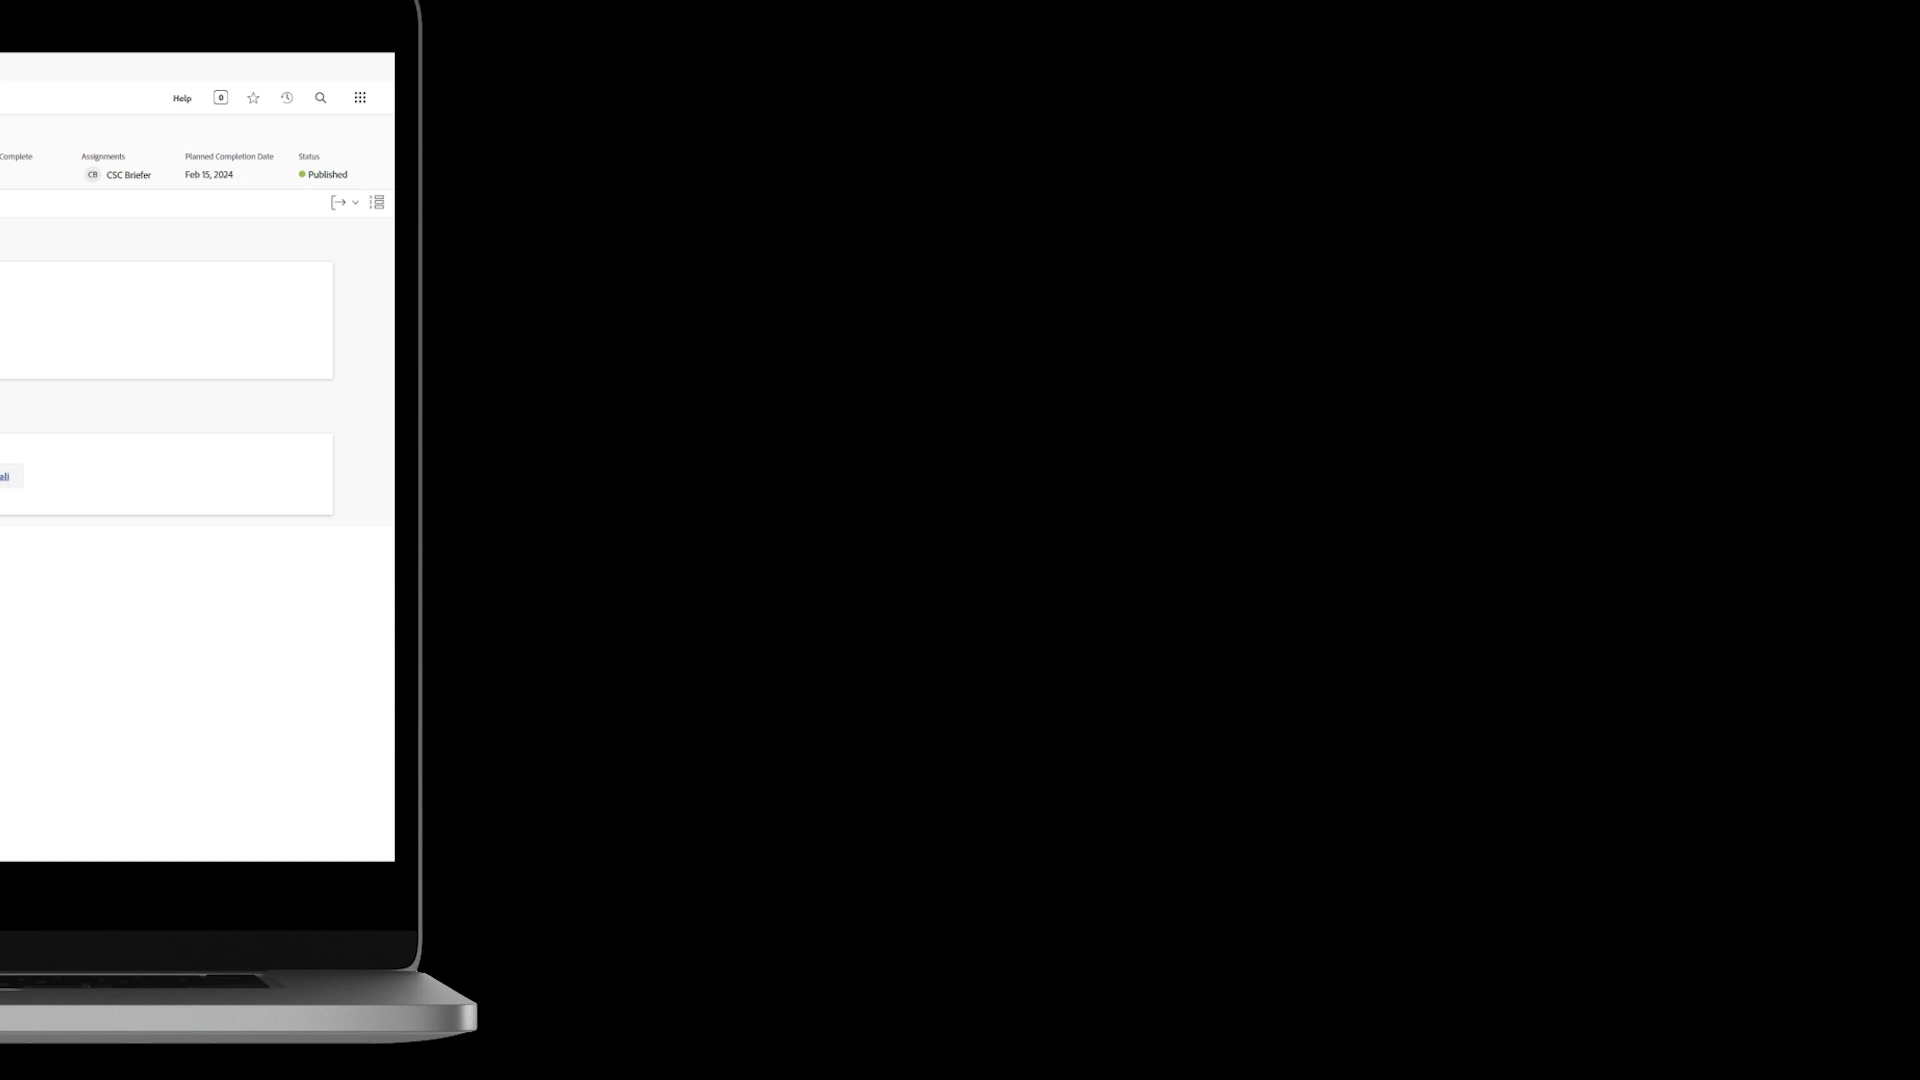 Help 0
Complete Assignments Planned Completion Date Status
CB CSC Briefer Feb 15, 2024 Published